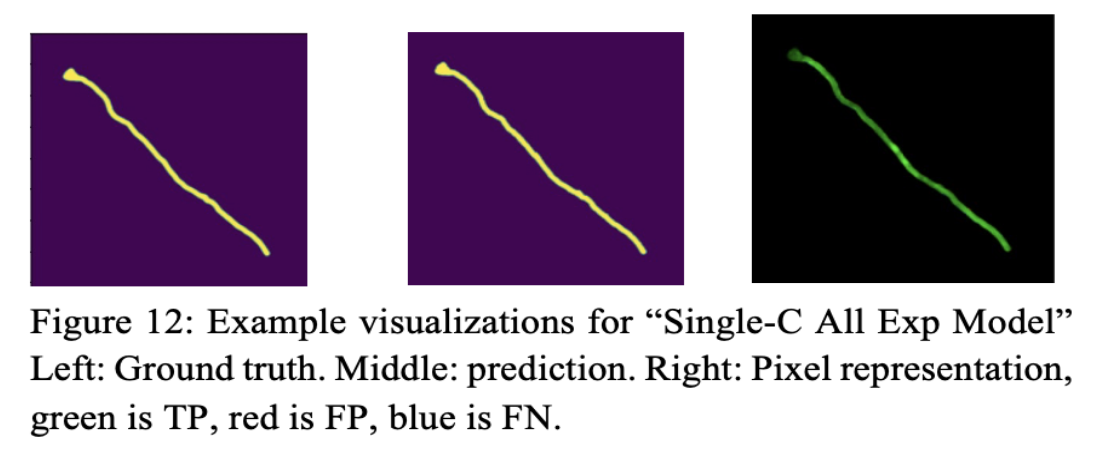 Figure 12: Example visualizations for “Single-C All Exp Model”
Left: Ground truth. Middle: prediction. Right: Pixel representation,
green is TP, red is FP, blue is FN.